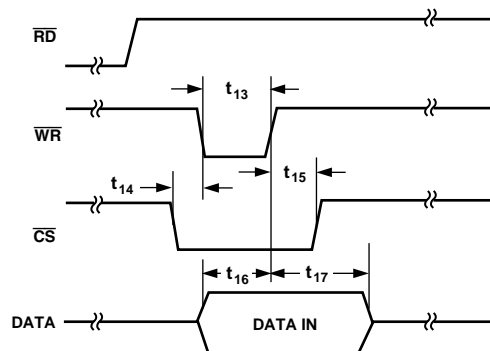 RD
t13
WR
t14
t15
CS
t16
t17
DATA
DATA IN